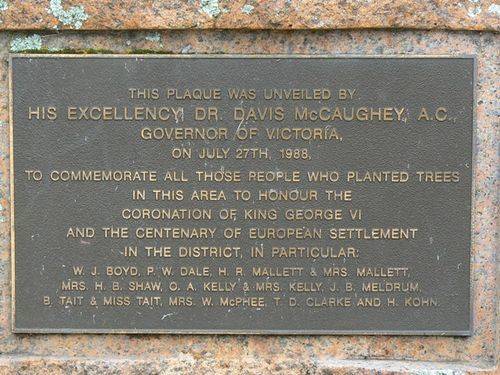 THIS PLAQUE WAS UNVEILED BY
HIS EXCELLENCY, DR. DAVIS McCAUGHEY, A.C.,
GOVERNOR OF VICTORIA,
ON JULY 27TH, 1988,
TO COMMEMORATE ALL THOSE PEOPLE WHO PLANTED TREES
IN THIS AREA TO HONOUR THE
CORONATION OF KING GEORGE VI
AND THE CENTENARY OF EUROPEAN SETTLEMENT
IN THE DISTRICT, IN PARTICULAR:
W. J. BOYD, P. W. DALE, H. R. MALLETT & MRS. MALLETT,
MRS. H. B. SHAW, O. A. KELLY & MRS. KELLY, J. B. MELDRUM,
B. TAIT & MISS TAIT, MRS. W. McPHEE, T. D. CLARKE AND H. KOHN.